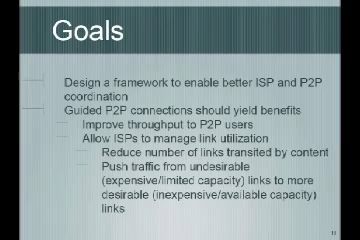 Goals
Design a framework to enable better ISP and P2P
coordination
Guided P2P connections should yield benefits
Improve throughput to P2P users
Allow ISPs to manage link utilization
Reduce number of links transited by content
Push traffic from undesirable
(expensive/limited capacity) links to more
desirable (inexpensive/available capacity)
links